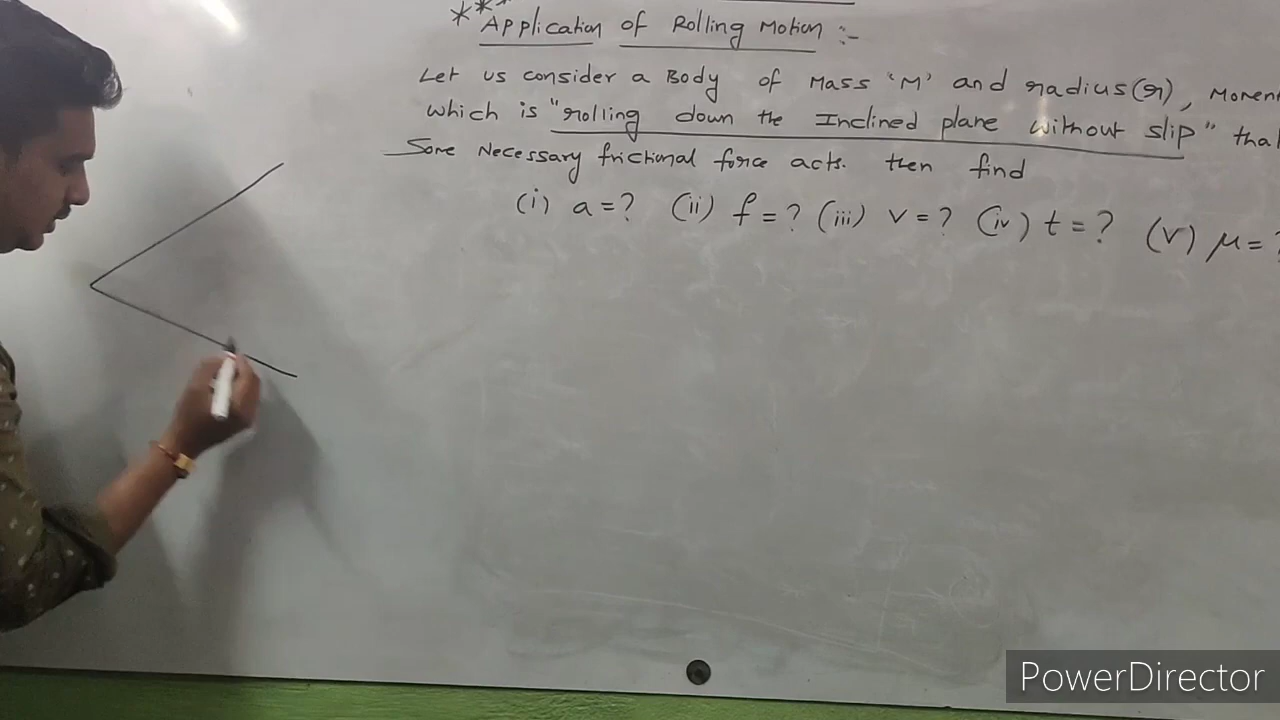 *** Application of Rolling Motion :-
Let us consider a Body of Mass 'M' and radius(r), Momen
which is "rolling down the Inclined plane without slip" tha
Some Necessary frictional force acts. then find
(i) a = ? (ii) f = ? (iii) v = ? (iv) t = ? (v) μ = ?
PowerDirector